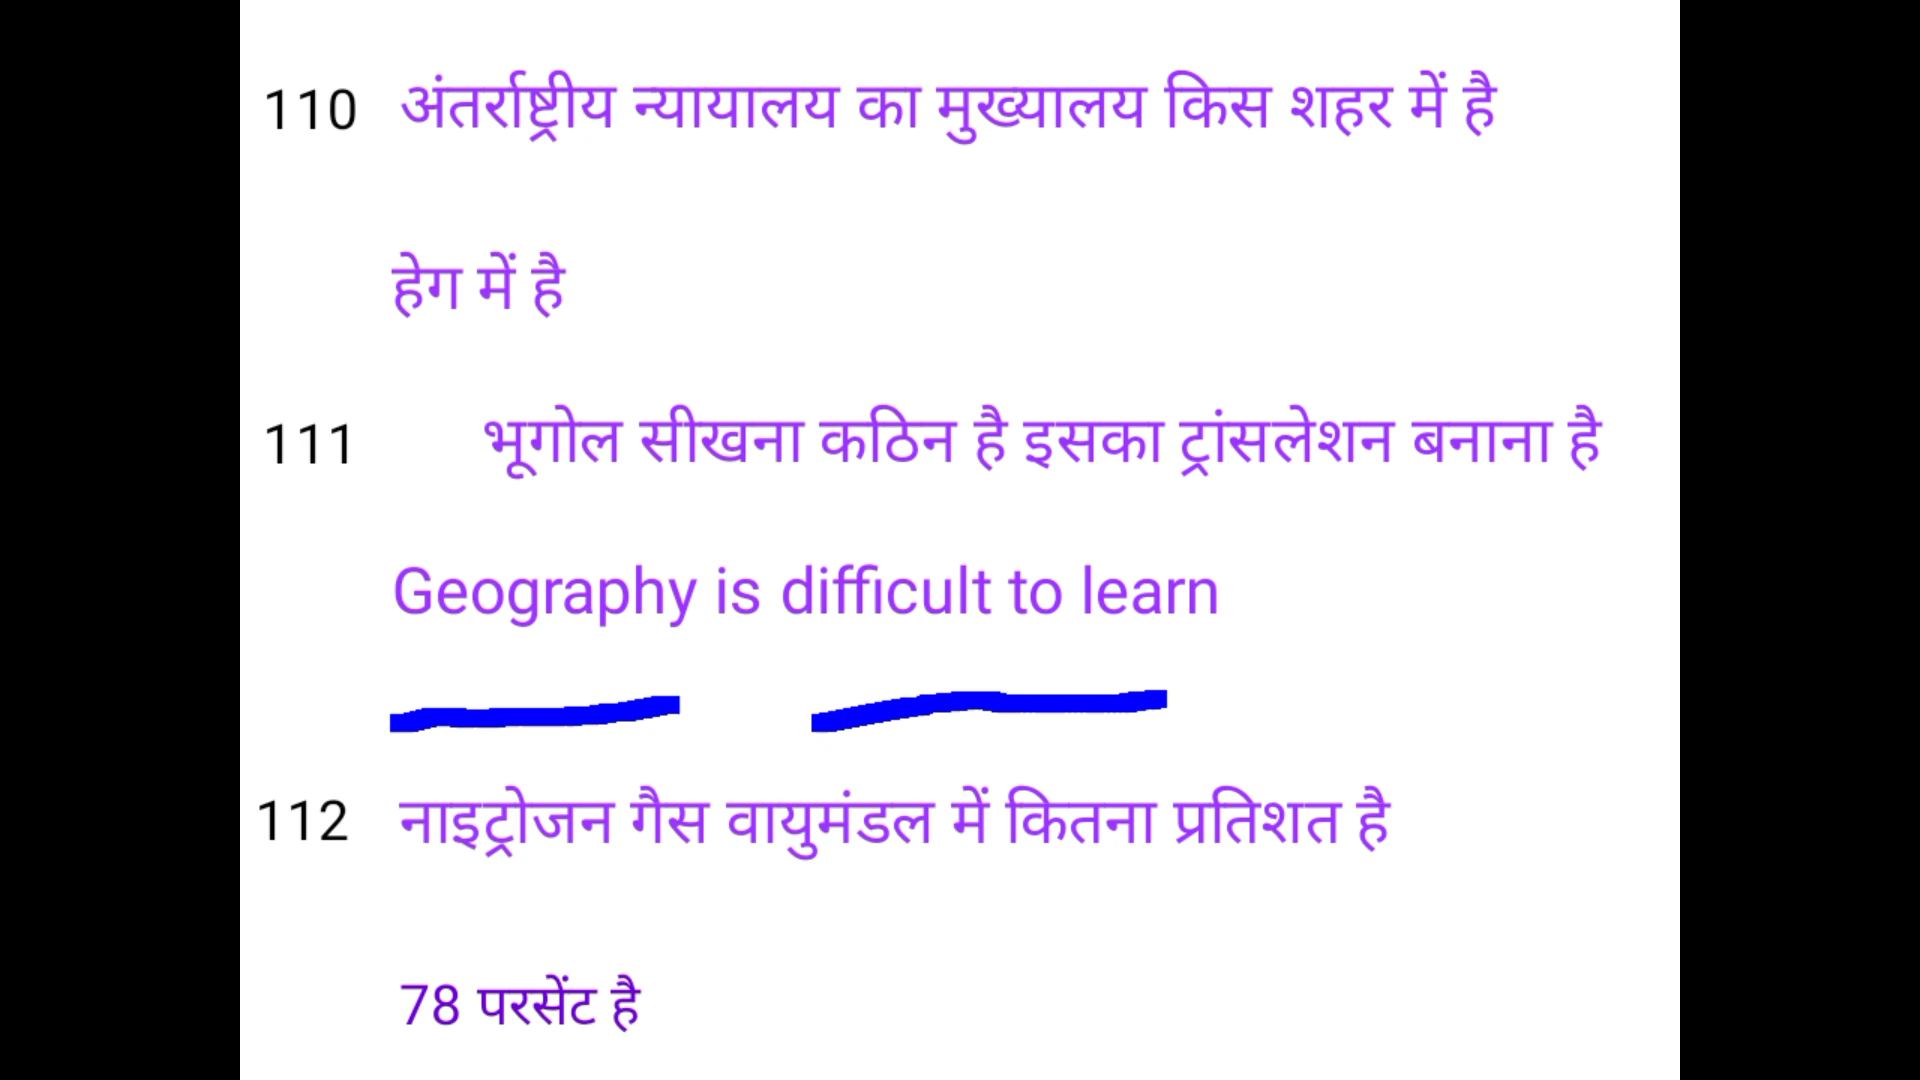 110 अंतर्राष्ट्रीय न्यायालय का मुख्यालय किस शहर में है
हेग में है
111 भूगोल सीखना कठिन है इसका ट्रांसलेशन बनाना है
Geography is difficult to learn
112 नाइट्रोजन गैस वायुमंडल में कितना प्रतिशत है
78 परसेंट है